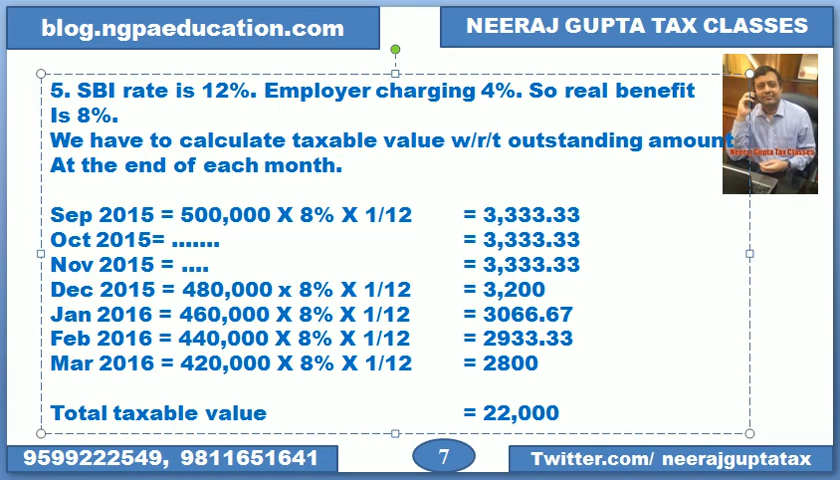 blog.ngpaeducation.com
NEERAJ GUPTA TAX CLASSES
5. SBI rate is 12%. Employer charging 4%. So real benefit
Is 8%.
We have to calculate taxable value w/r/t outstanding amount
At the end of each month.
Sep 2015 = 500,000 X 8% X 1/12 = 3,333.33
Oct 2015= ....... = 3,333.33
Nov 2015 = .... = 3,333.33
Dec 2015 = 480,000 x 8% X 1/12 = 3,200
Jan 2016 = 460,000 X 8% X 1/12 = 3066.67
Feb 2016 = 440,000 X 8% X 1/12 = 2933.33
Mar 2016 = 420,000 X 8% X 1/12 = 2800
Total taxable value = 22,000
Neeraj Gupta Tax Classes
9599222549, 9811651641
7
Twitter.com/ neerajguptatax